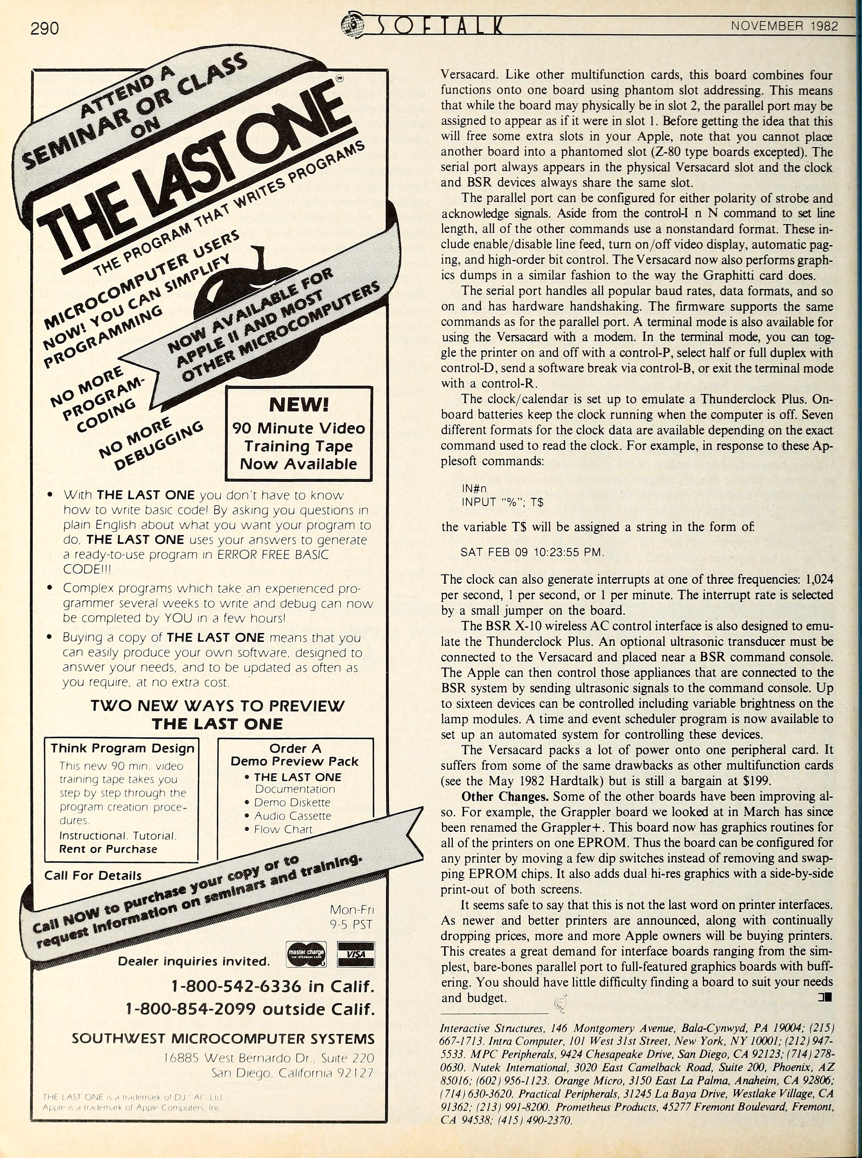 290
SOFTALK
NOVEMBER 1982
ATTEND A
SEMINAR OR CLASS
ON
THE LAST ONE™
THE PROGRAM THAT WRITES PROGRAMS
MICROCOMPUTER USERS
NOW! YOU CAN SIMPLIFY
PROGRAMMING
NOW AVAILABLE FOR
APPLE II AND MOST
OTHER MICROCOMPUTERS
NO MORE
PROGRAM-
CODING
NO MORE
DEBUGGING
NEW!
90 Minute Video
Training Tape
Now Available
• With THE LAST ONE you don't have to know
how to write basic code! By asking you questions in
plain English about what you want your program to
do, THE LAST ONE uses your answers to generate
a ready-to-use program in ERROR FREE BASIC
CODE!!!
• Complex programs which take an experienced pro-
grammer several weeks to write and debug can now
be completed by YOU in a few hours!
• Buying a copy of THE LAST ONE means that you
can easily produce your own software, designed to
answer your needs, and to be updated as often as
you require, at no extra cost.
TWO NEW WAYS TO PREVIEW
THE LAST ONE
Think Program Design
This new 90 min. video
training tape takes you
step by step through the
program creation proce-
dures.
Instructional. Tutorial.
Rent or Purchase
Order A
Demo Preview Pack
• THE LAST ONE
Documentation
• Demo Diskette
• Audio Cassette
• Flow Chart
Call For Details
Call NOW to purchase your copy or to
request information on seminars and training.
Mon-Fri
9-5 PST
Dealer inquiries invited.
master charge
THE INTERBANK CARD
VISA
1-800-542-6336 in Calif.
1-800-854-2099 outside Calif.
SOUTHWEST MICROCOMPUTER SYSTEMS
16885 West Bernardo Dr., Suite 220
San Diego, California 92127
THE LAST ONE is a trademark of D.J. "AI" Ltd.
Apple is a trademark of Apple Computers, Inc.
Versacard. Like other multifunction cards, this board combines four
functions onto one board using phantom slot addressing. This means
that while the board may physically be in slot 2, the parallel port may be
assigned to appear as if it were in slot 1. Before getting the idea that this
will free some extra slots in your Apple, note that you cannot place
another board into a phantomed slot (Z-80 type boards excepted). The
serial port always appears in the physical Versacard slot and the clock
and BSR devices always share the same slot.
The parallel port can be configured for either polarity of strobe and
acknowledge signals. Aside from the control-I n N command to set line
length, all of the other commands use a nonstandard format. These in-
clude enable/disable line feed, turn on/off video display, automatic pag-
ing, and high-order bit control. The Versacard now also performs graph-
ics dumps in a similar fashion to the way the Graphitti card does.
The serial port handles all popular baud rates, data formats, and so
on and has hardware handshaking. The firmware supports the same
commands as for the parallel port. A terminal mode is also available for
using the Versacard with a modem. In the terminal mode, you can tog-
gle the printer on and off with a control-P, select half or full duplex with
control-D, send a software break via control-B, or exit the terminal mode
with a control-R.
The clock/calendar is set up to emulate a Thunderclock Plus. On-
board batteries keep the clock running when the computer is off. Seven
different formats for the clock data are available depending on the exact
command used to read the clock. For example, in response to these Ap-
plesoft commands:
IN#n
INPUT "%"; T$
the variable T$ will be assigned a string in the form of:
SAT FEB 09 10:23:55 PM.
The clock can also generate interrupts at one of three frequencies: 1,024
per second, 1 per second, or 1 per minute. The interrupt rate is selected
by a small jumper on the board.
The BSR X-10 wireless AC control interface is also designed to emu-
late the Thunderclock Plus. An optional ultrasonic transducer must be
connected to the Versacard and placed near a BSR command console.
The Apple can then control those appliances that are connected to the
BSR system by sending ultrasonic signals to the command console. Up
to sixteen devices can be controlled including variable brightness on the
lamp modules. A time and event scheduler program is now available to
set up an automated system for controlling these devices.
The Versacard packs a lot of power onto one peripheral card. It
suffers from some of the same drawbacks as other multifunction cards
(see the May 1982 Hardtalk) but is still a bargain at $199.
Other Changes. Some of the other boards have been improving al-
so. For example, the Grappler board we looked at in March has since
been renamed the Grappler+. This board now has graphics routines for
all of the printers on one EPROM. Thus the board can be configured for
any printer by moving a few dip switches instead of removing and swap-
ping EPROM chips. It also adds dual hi-res graphics with a side-by-side
print-out of both screens.
It seems safe to say that this is not the last word on printer interfaces.
As newer and better printers are announced, along with continually
dropping prices, more and more Apple owners will be buying printers.
This creates a great demand for interface boards ranging from the sim-
plest, bare-bones parallel port to full-featured graphics boards with buff-
ering. You should have little difficulty finding a board to suit your needs
and budget.
Interactive Structures, 146 Montgomery Avenue, Bala-Cynwyd, PA 19004; (215)
667-1713. Intra Computer, 101 West 31st Street, New York, NY 10001; (212) 947-
5533. MPC Peripherals, 9424 Chesapeake Drive, San Diego, CA 92123; (714) 278-
0630. Nutek International, 3020 East Camelback Road, Suite 200, Phoenix, AZ
85016; (602) 956-1123. Orange Micro, 3150 East La Palma, Anaheim, CA 92806;
(714) 630-3620. Practical Peripherals, 31245 La Baya Drive, Westlake Village, CA
91362; (213) 991-8200. Prometheus Products, 45277 Fremont Boulevard, Fremont,
CA 94538; (415) 490-2370.